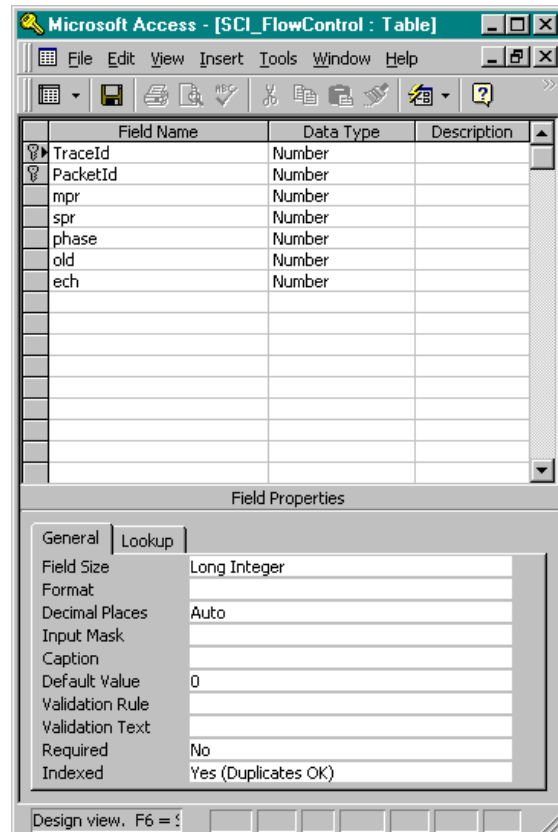 Microsoft Access - [SCI_FlowControl : Table]
File Edit View Insert Tools Window Help
Field Name Data Type Description
TraceId Number
PacketId Number
mpr Number
spr Number
phase Number
old Number
ech Number
Field Properties
General Lookup
Field Size Long Integer
Format
Decimal Places Auto
Input Mask
Caption
Default Value 0
Validation Rule
Validation Text
Required No
Indexed Yes (Duplicates OK)
Design view. F6 =